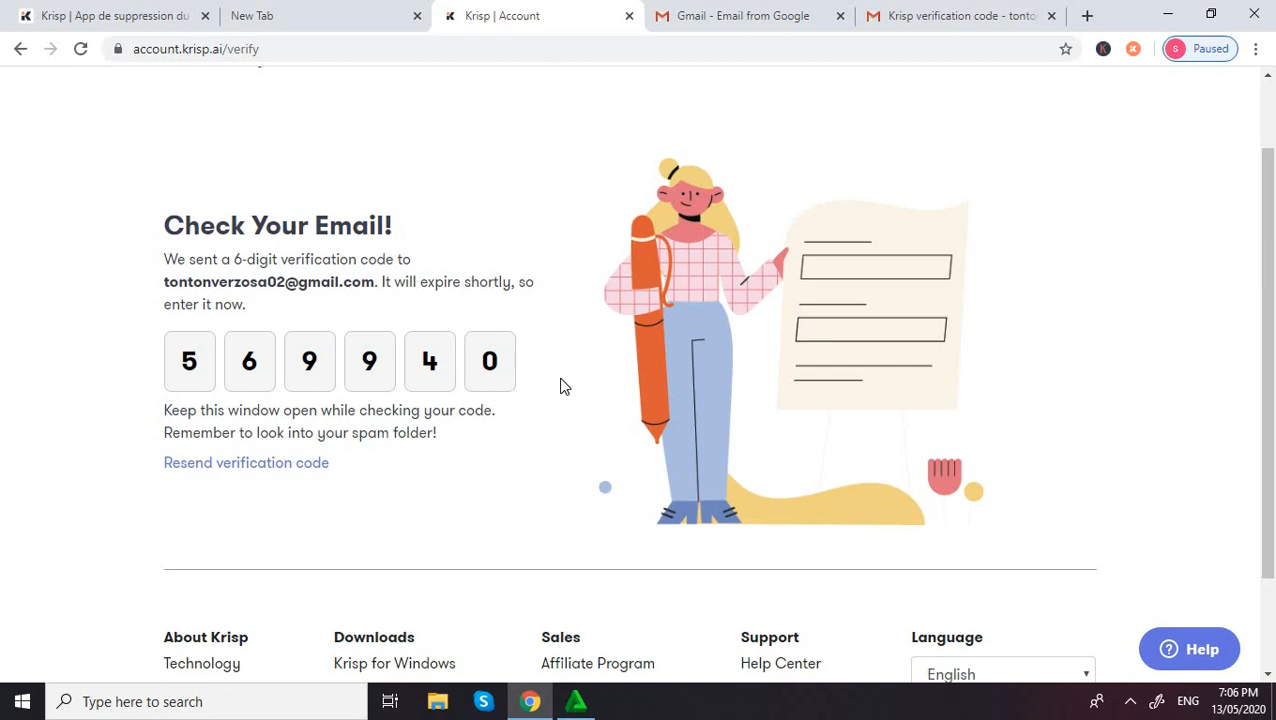 Krisp | App de suppression du
New Tab
Krisp | Account
Gmail - Email from Google
Krisp verification code - tonto
account.krisp.ai/verify
K
S
Paused
Check Your Email!
We sent a 6-digit verification code to
tontonverzosa02@gmail.com. It will expire shortly, so
enter it now.
5 6 9 9 4 0
Keep this window open while checking your code.
Remember to look into your spam folder!
Resend verification code
About Krisp
Downloads
Sales
Support
Language
Technology
Krisp for Windows
Affiliate Program
Help Center
English
Help
Type here to search
ENG
7:06 PM
13/05/2020